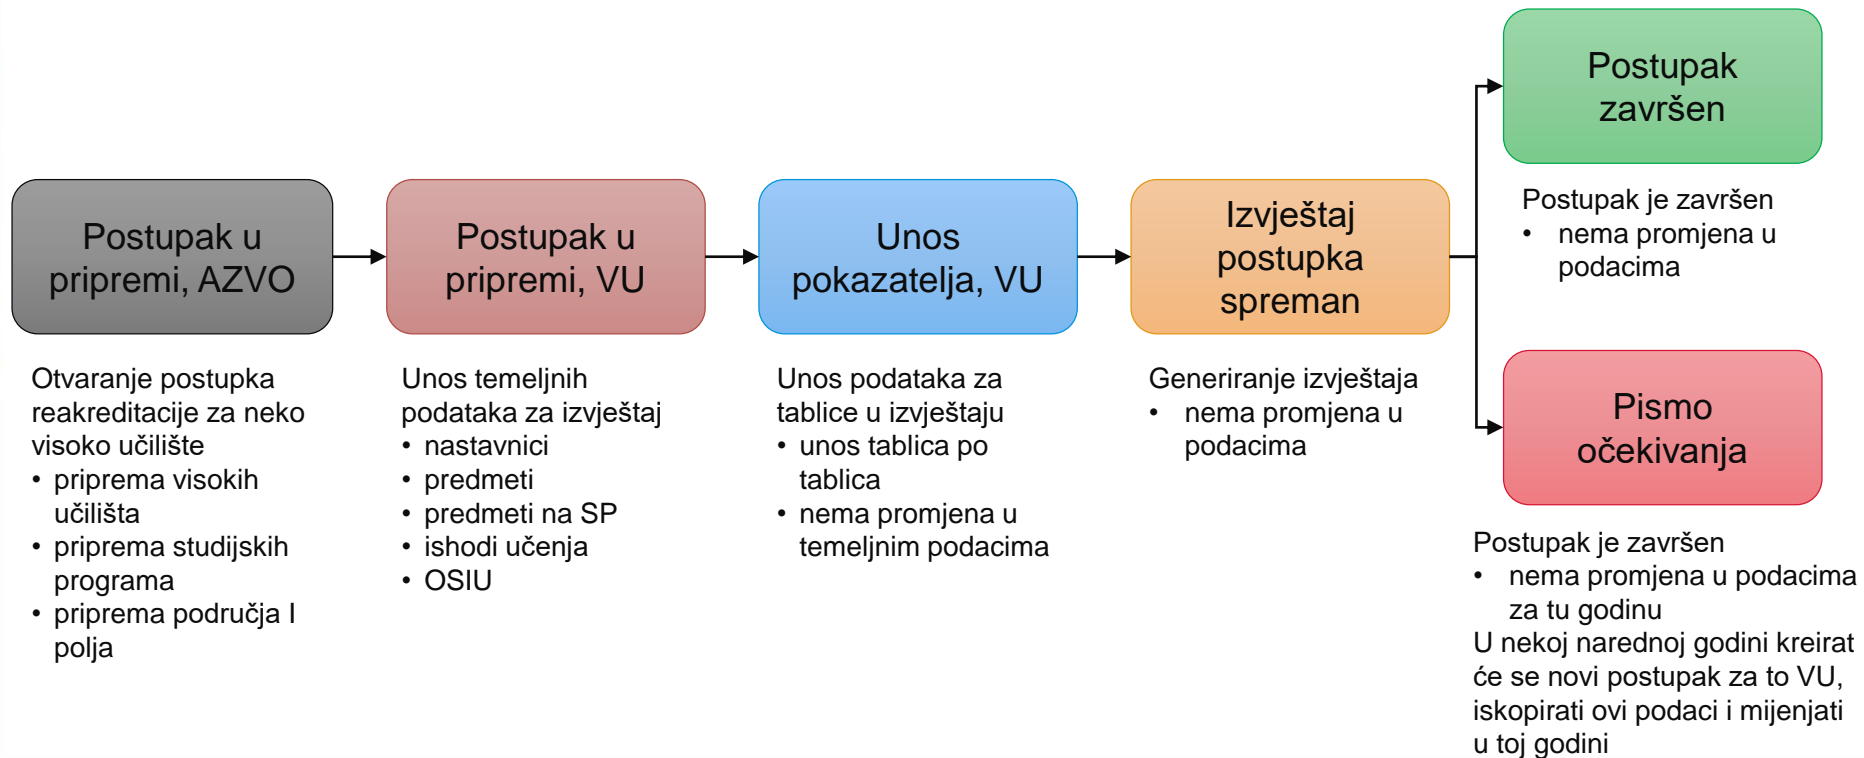 Postupak u
pripremi, AZVO
Otvaranje postupka
reakreditacije za neko
visoko učilište
• priprema visokih
učilišta
• priprema studijskih
programa
• priprema područja I
polja
Postupak u
pripremi, VU
Unos temeljnih
podataka za izvještaj
• nastavnici
• predmeti
• predmeti na SP
• ishodi učenja
• OSIU
Unos
pokazatelja, VU
Unos podataka za
tablice u izvještaju
• unos tablica po
tablica
• nema promjena u
temeljnim podacima
Izvještaj
postupka
spreman
Generiranje izvještaja
• nema promjena u
podacima
Postupak
završen
Postupak je završen
• nema promjena u
podacima
Pismo
očekivanja
Postupak je završen
• nema promjena u podacima
za tu godinu
U nekoj narednoj godini kreirat
će se novi postupak za to VU,
iskopirati ovi podaci i mijenjati
u toj godini